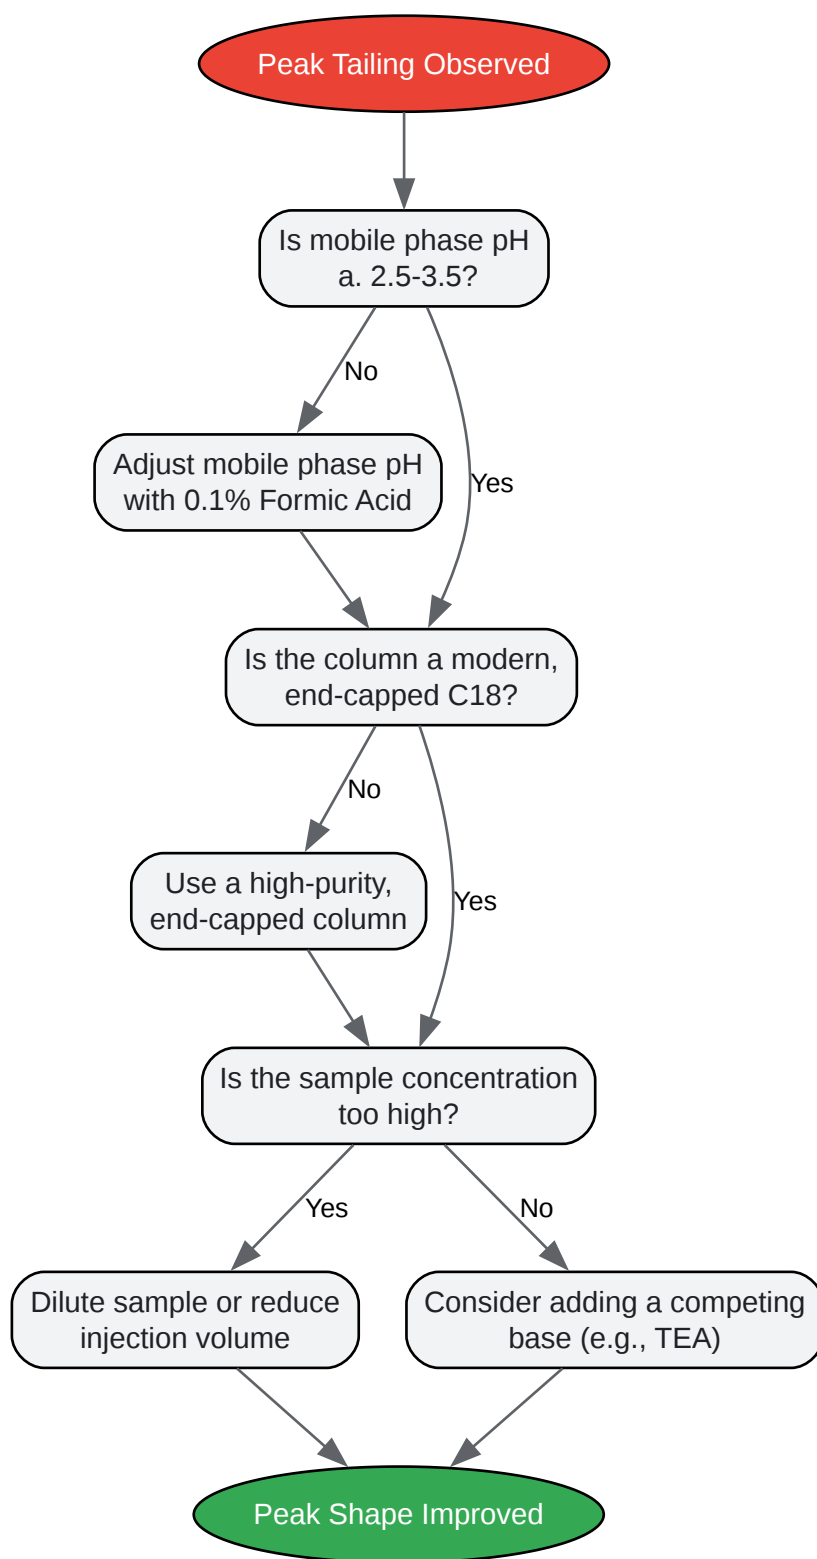 Peak Tailing Observed
Is mobile phase pH
a. 2.5-3.5?
No
Adjust mobile phase pH
with 0.1% Formic Acid
Yes
Is the column a modern,
end-capped C18?
No
Use a high-purity,
end-capped column
Yes
Is the sample concentration
too high?
Yes
No
Dilute sample or reduce
injection volume
Consider adding a competing
base (e.g., TEA)
Peak Shape Improved